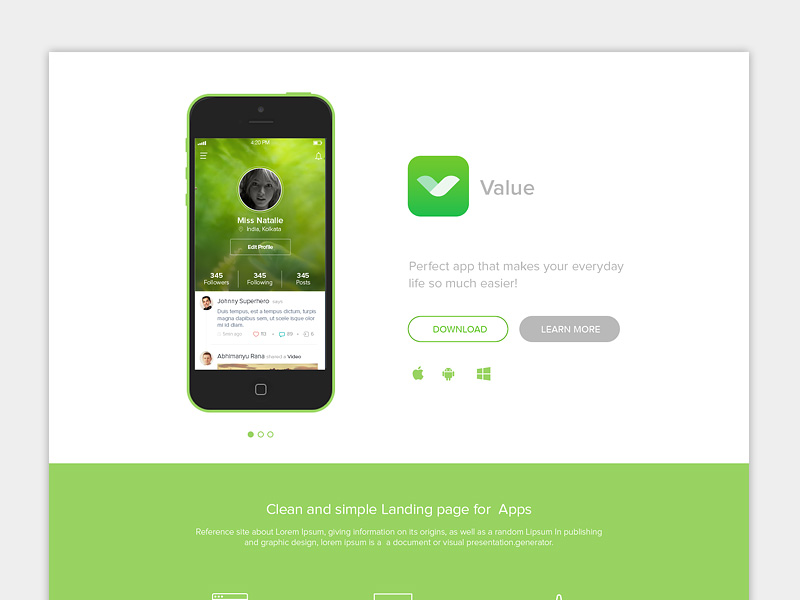 4:20 PM
Miss Natalie
India, Kolkata
Edit Profile
345 345 345
Followers Following Posts
Johnny Superhero
Duis tempus, est a tempus dictum, turpis
magna dapibus sem, ut scele isque olor
mi id diam.
110 89 6
Abhimanyu Rana shared a Video
Value
Perfect app that makes your everyday
life so much easier!
DOWNLOAD LEARN MORE
Clean and simple Landing page for Apps
Reference site about Lorem Ipsum, giving information on its origins, as well as a random Lipsum In publishing
and graphic design, lorem ipsum is a a document or visual presentation.generator.